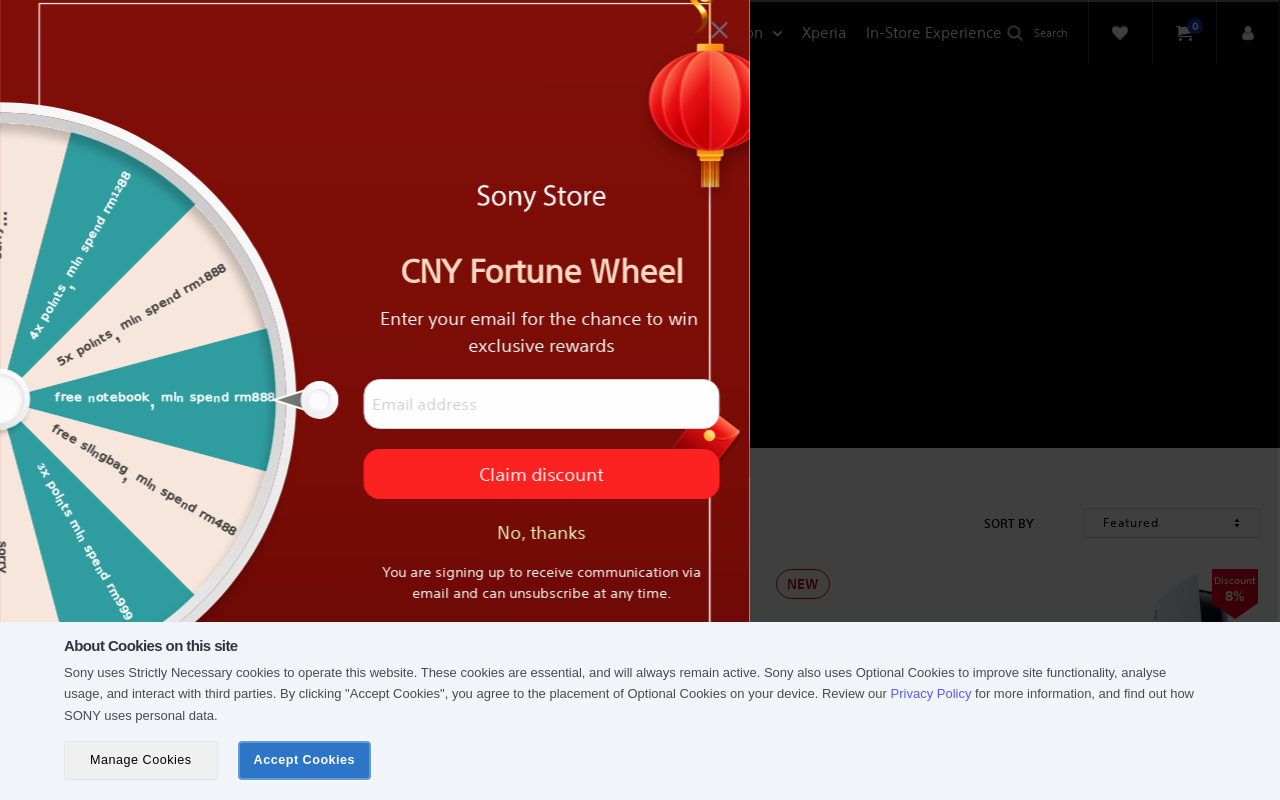 on
Xperia
In-Store Experience
Search
0
4x points, min spend rm1288
5x points, min spend rm1888
free notebook, min spend rm888
free slingbag, min spend rm488
3x points min spend rm999
sorry
Sony Store
CNY Fortune Wheel
Enter your email for the chance to win
exclusive rewards
Email address
Claim discount
No, thanks
You are signing up to receive communication via
email and can unsubscribe at any time.
SORT BY
Featured
NEW
Discount
8%
About Cookies on this site
Sony uses Strictly Necessary cookies to operate this website. These cookies are essential, and will always remain active. Sony also uses Optional Cookies to improve site functionality, analyse
usage, and interact with third parties. By clicking "Accept Cookies", you agree to the placement of Optional Cookies on your device. Review our Privacy Policy for more information, and find out how
SONY uses personal data.
Manage Cookies
Accept Cookies